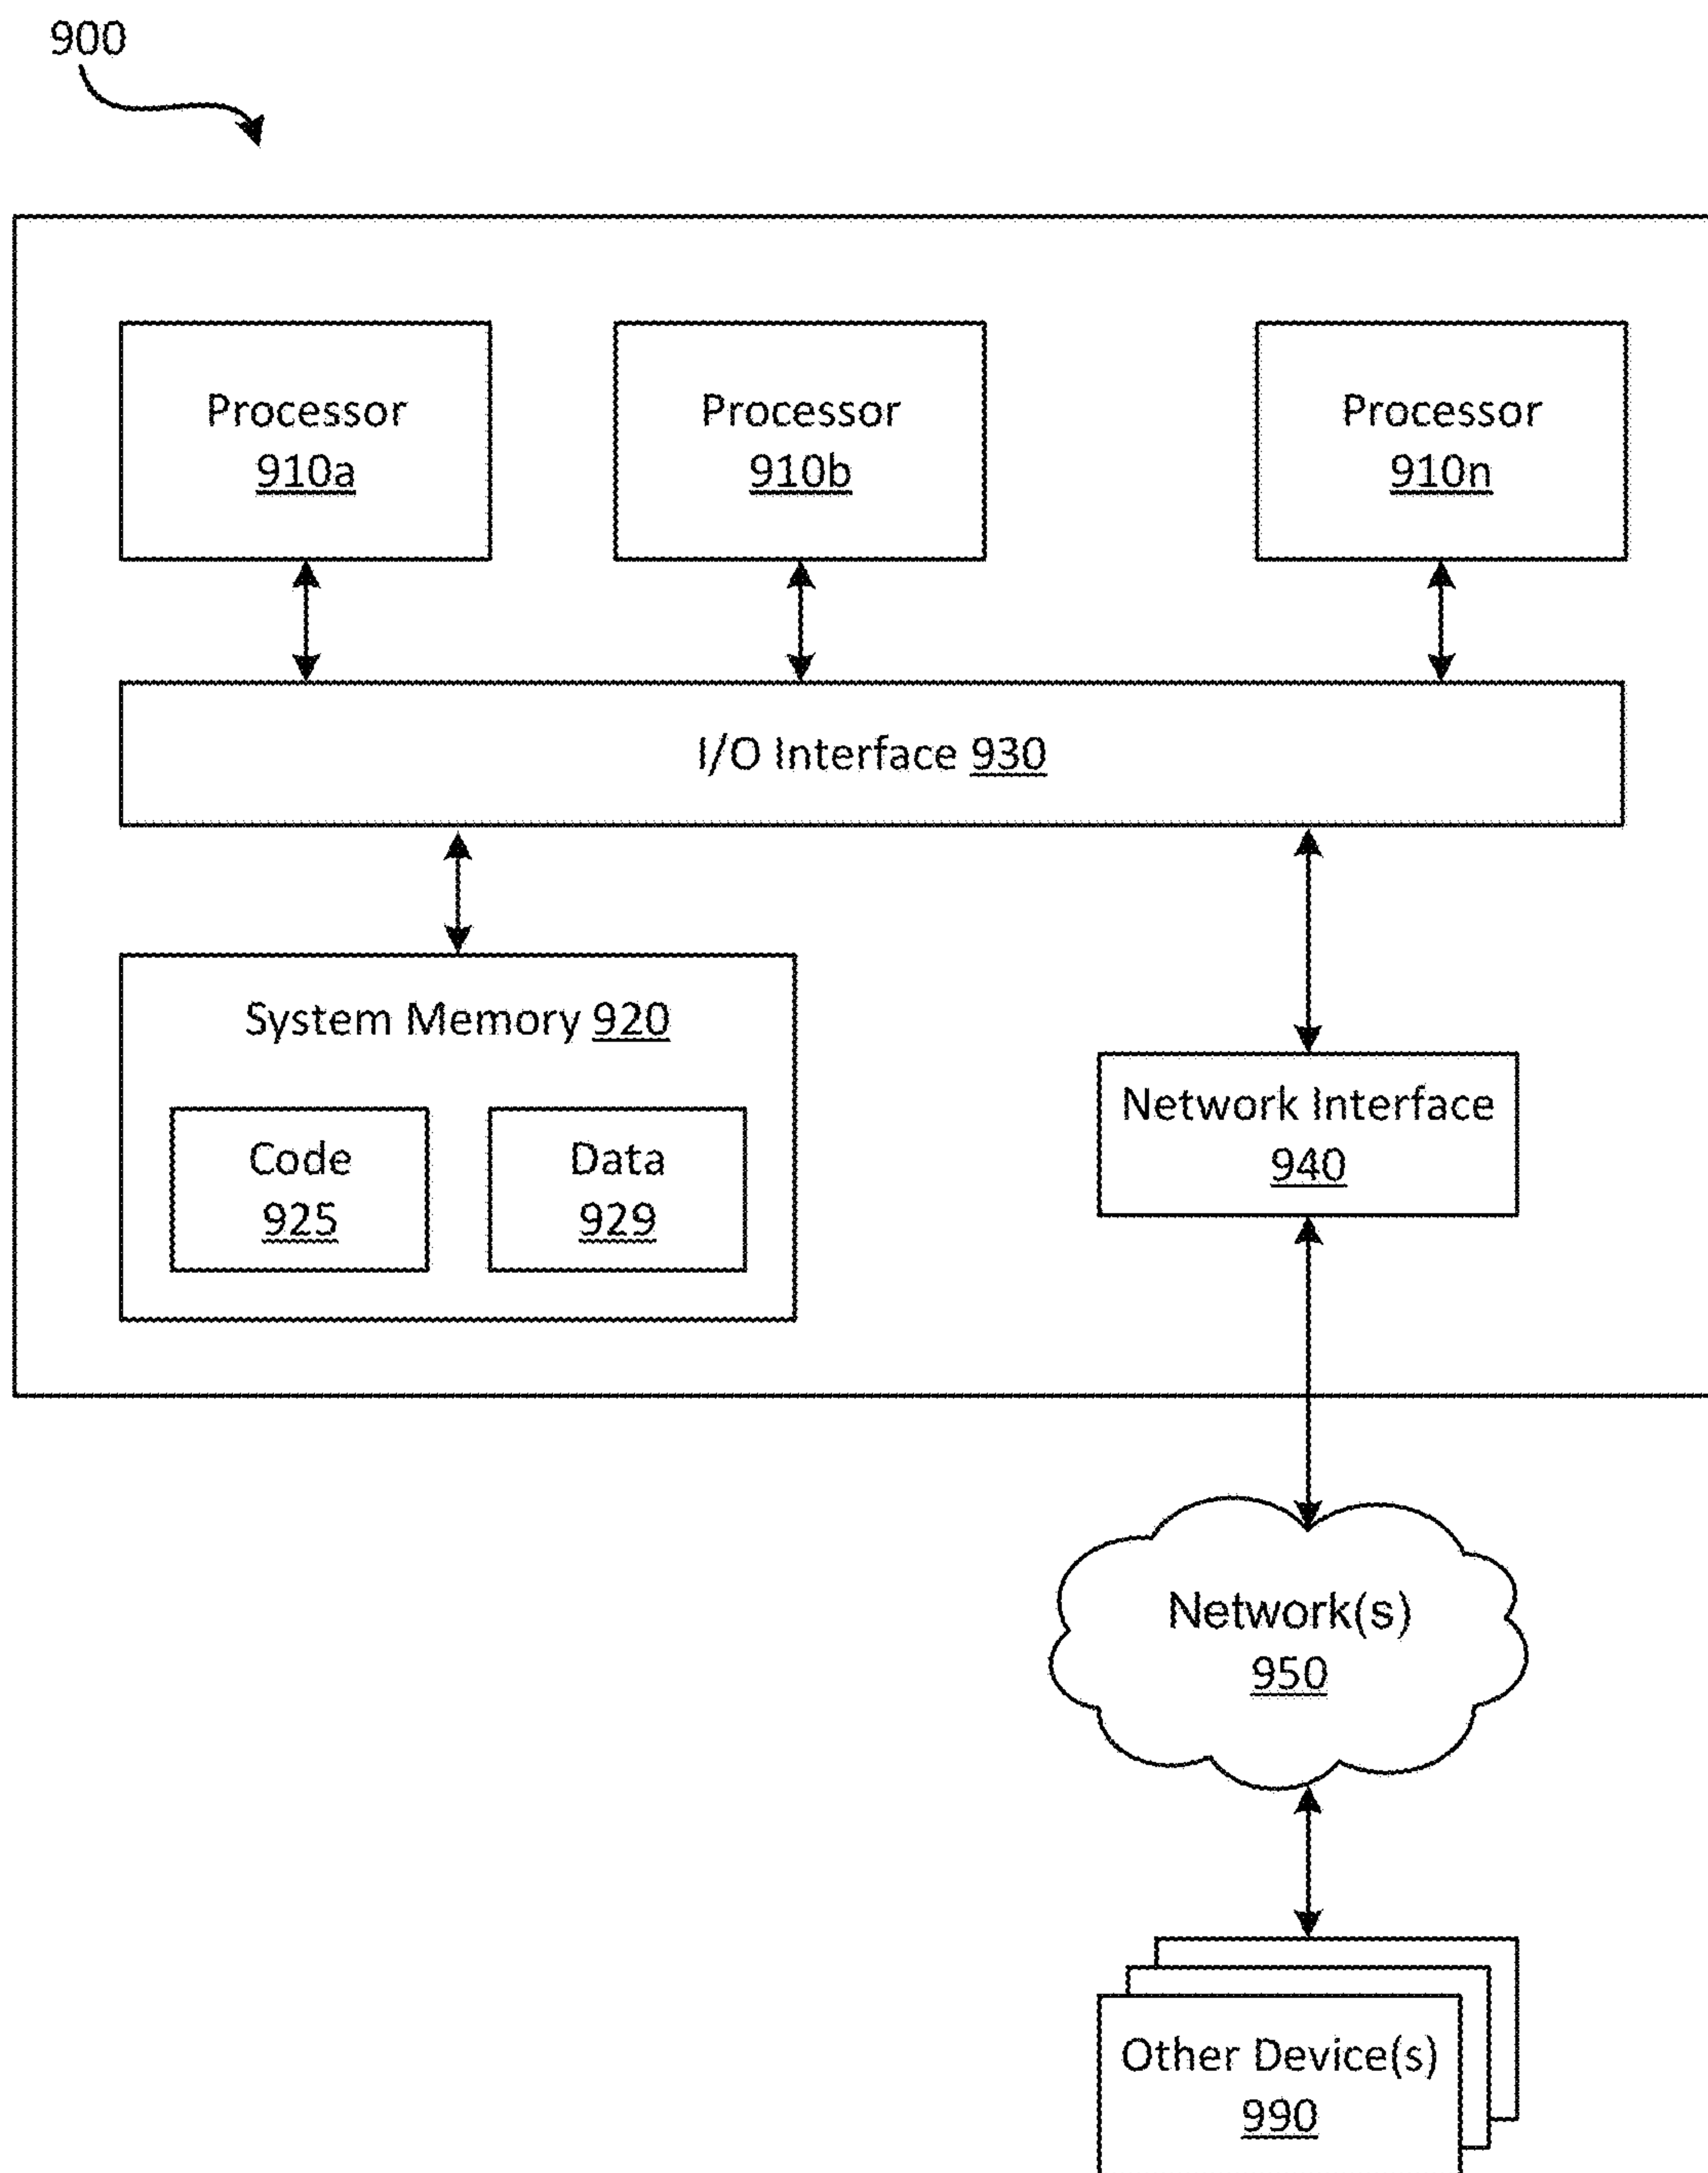 900
Processor
910a
Processor
910b
Processor
910n
I/O Interface 930
System Memory 920
Code
925
Data
929
Network Interface
940
Network(s)
950
Other Device(s)
990